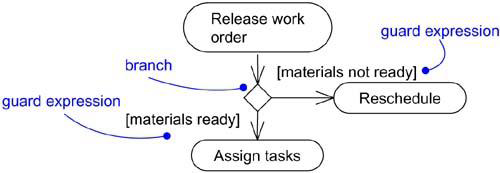 Release work
order
guard expression
branch
[materials not ready]
guard expression
Reschedule
[materials ready]
Assign tasks